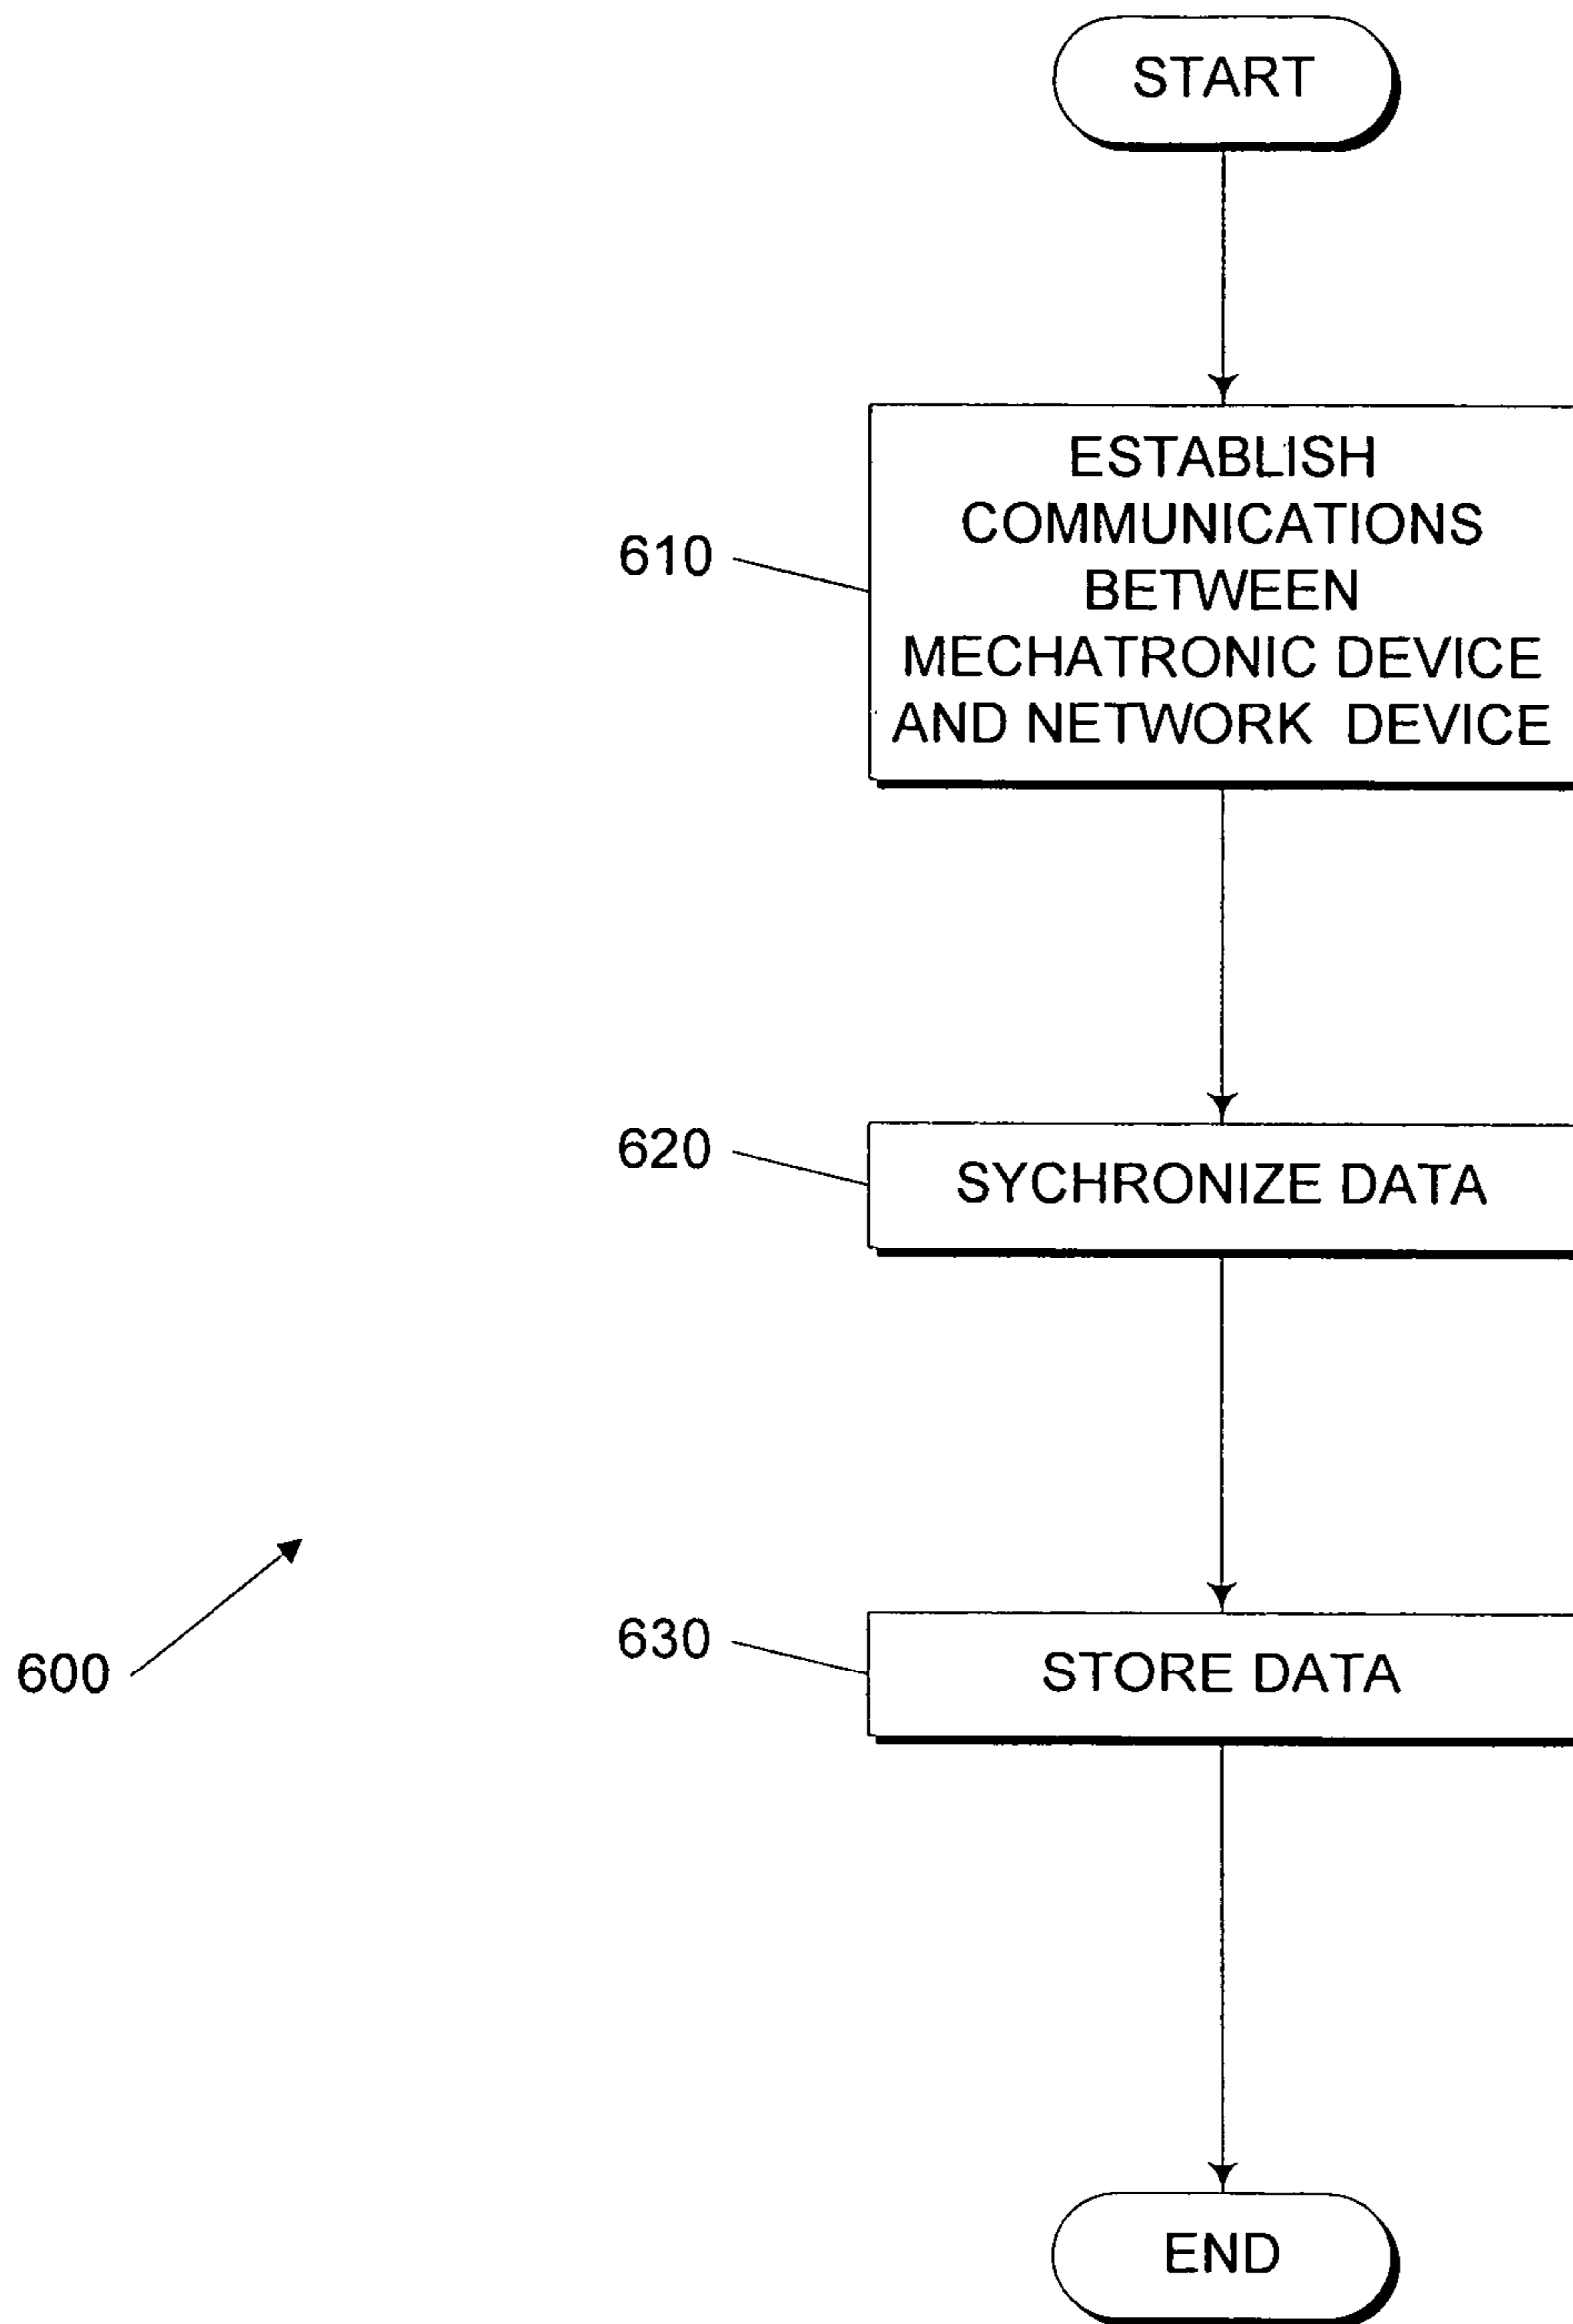 START
ESTABLISH
COMMUNICATIONS
BETWEEN
MECHATRONIC DEVICE
AND NETWORK DEVICE
610
620
SYCHRONIZE DATA
630
STORE DATA
600
END